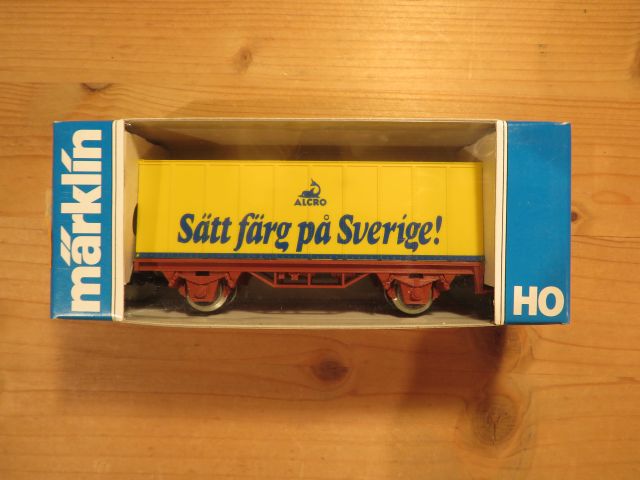 märklin
ALCRO
Sätt färg på Sverige!
HO